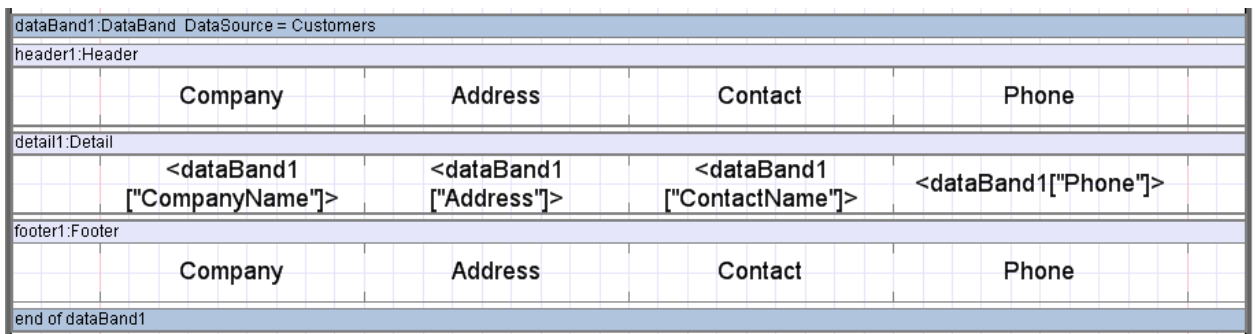 dataBand1:DataBand DataSource = Customers
header1:Header
Company Address Contact Phone
detail1:Detail
<dataBand1 <dataBand1 <dataBand1 <dataBand1["Phone"]>
["CompanyName"]> ["Address"]> ["ContactName"]>
footer1:Footer
Company Address Contact Phone
end of dataBand1